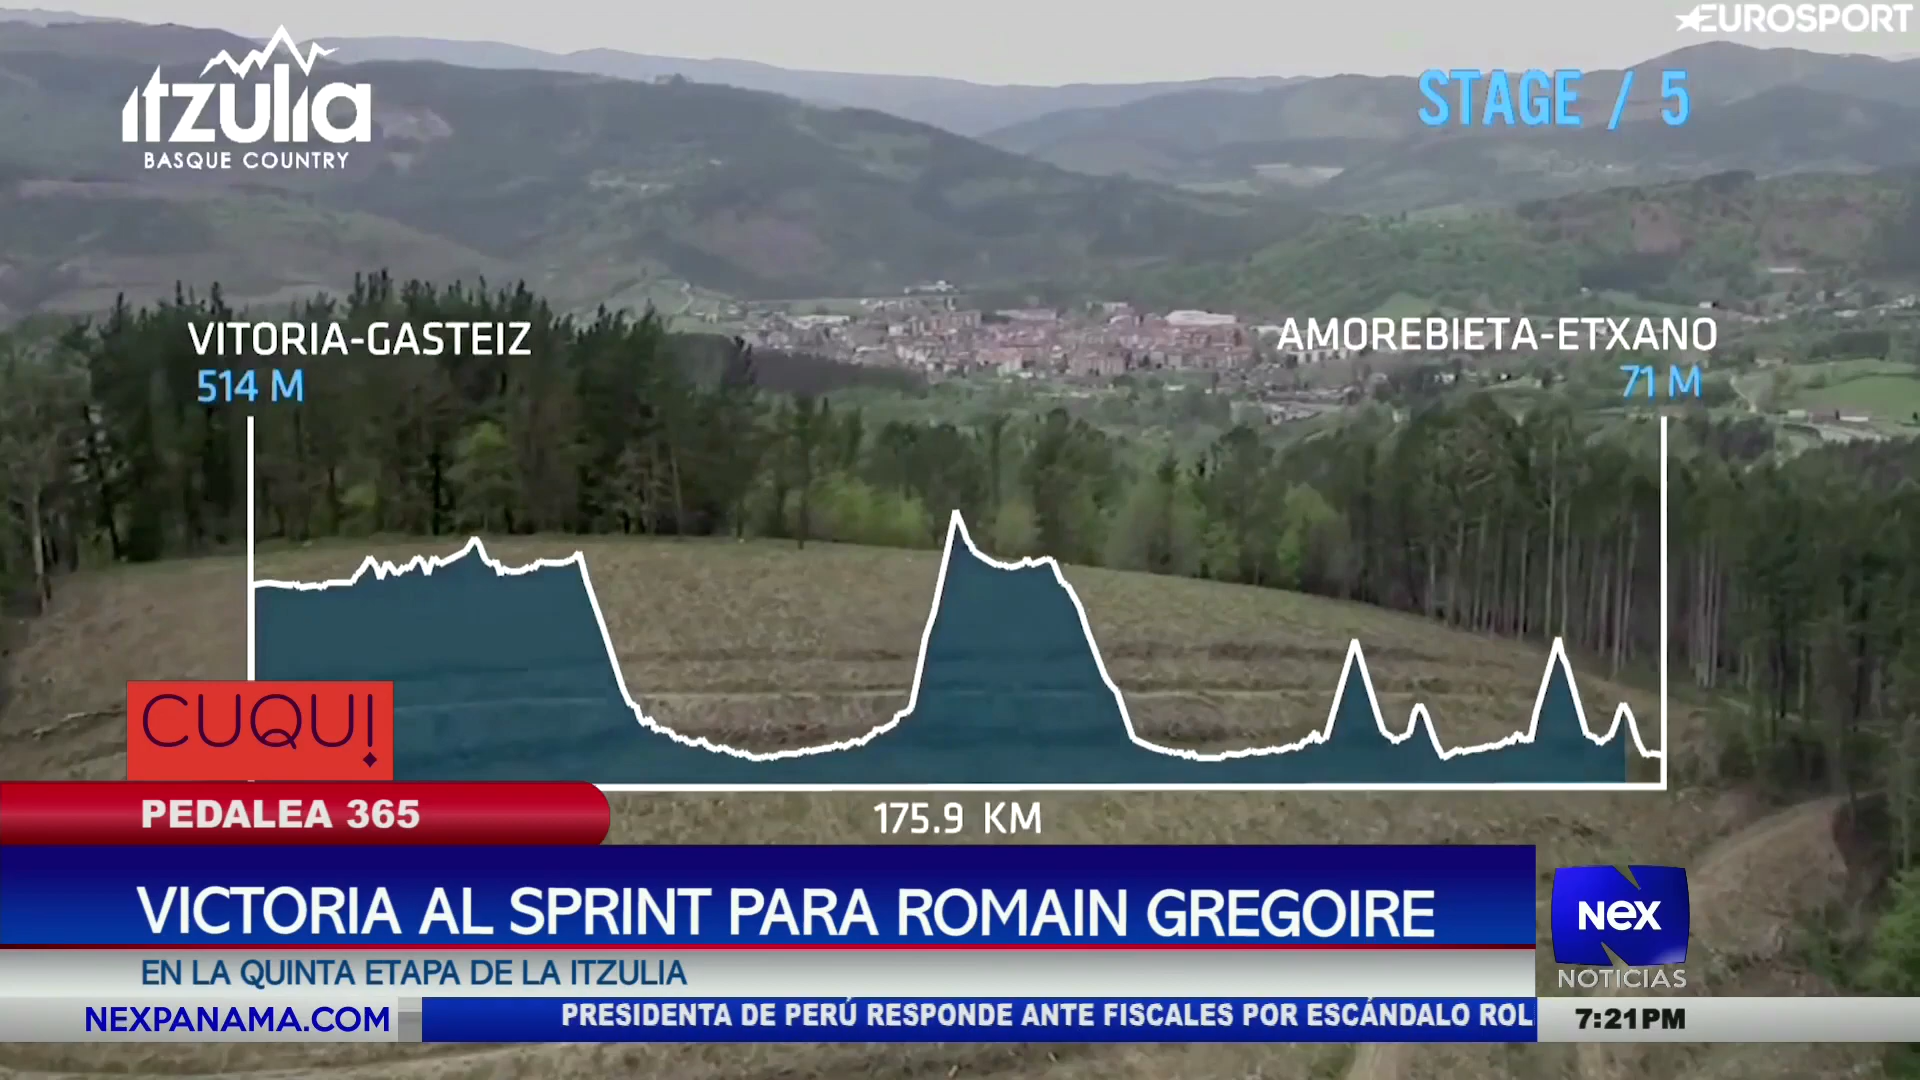 EUROSPORT
itzulia
BASQUE COUNTRY
STAGE / 5
VITORIA-GASTEIZ
514 M
AMOREBIETA-ETXANO
71 M
CUQUI
PEDALEA 365
175.9 KM
VICTORIA AL SPRINT PARA ROMAIN GREGOIRE
EN LA QUINTA ETAPA DE LA ITZULIA
NEX
NOTICIAS
NEXPANAMA.COM
PRESIDENTA DE PERÚ RESPONDE ANTE FISCALES POR ESCÁNDALO ROL
7:21PM